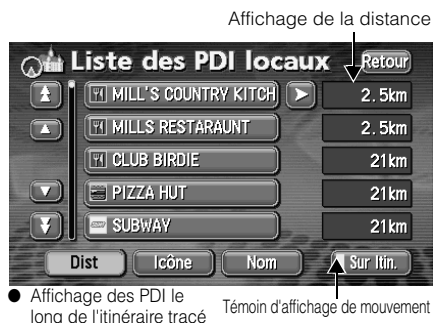 Affichage de la distance
Liste des PDI locaux Retour
MILL'S COUNTRY KITCH 2.5km
MILLS RESTARAUNT 2.5km
CLUB BIRDIE 21km
PIZZA HUT 21km
SUBWAY 21km
Dist Icône Nom Sur Itin.
● Affichage des PDI le
long de l'itinéraire tracé
Témoin d'affichage de mouvement